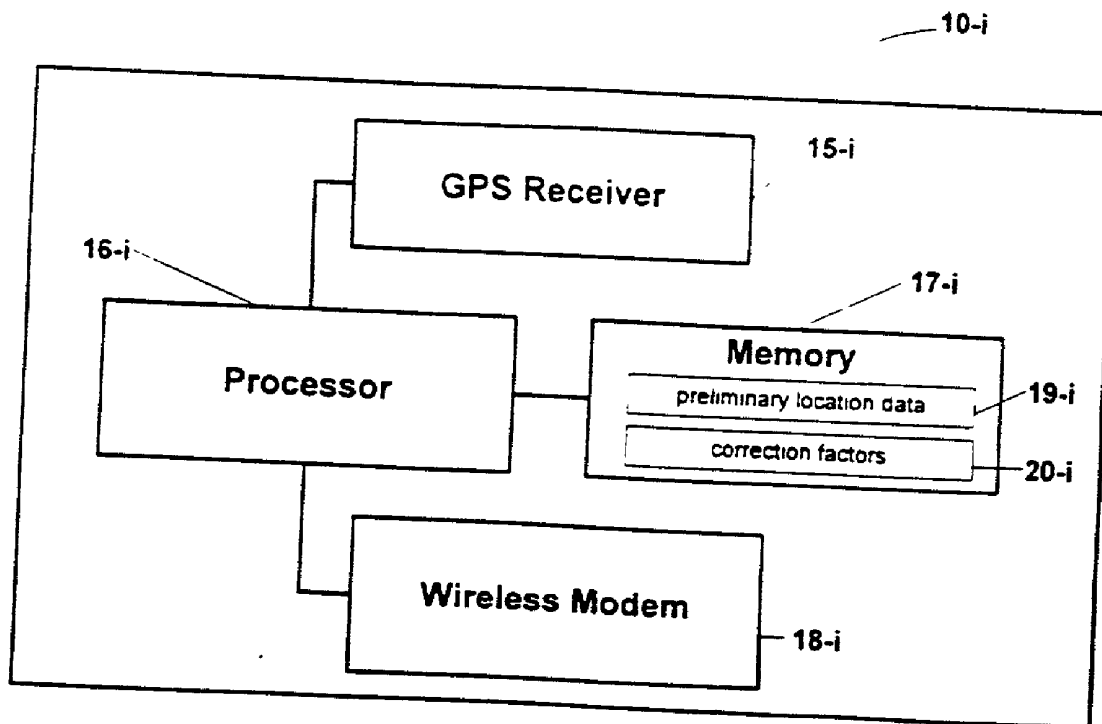 10-i
GPS Receiver
15-i
16-i
Processor
17-i
Memory
preliminary location data
19-i
correction factors
20-i
Wireless Modem
18-i